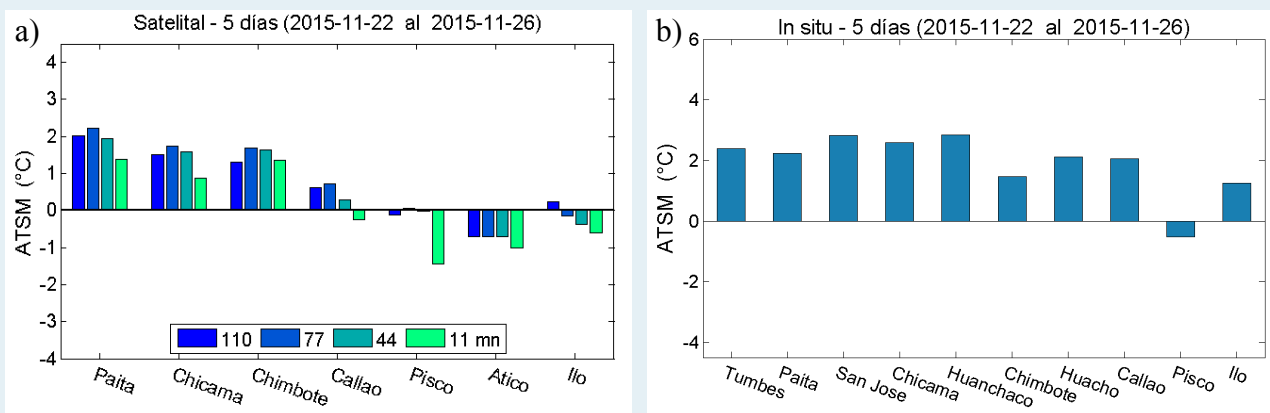 a)
Satelital - 5 días (2015-11-22 al 2015-11-26)
ATSM (°C)
4
3
2
1
0
-1
-2
-3
-4
110 77 44 11 mn
Paita Chicama Chimbote Callao Pisco Atico Ilo
b)
In situ - 5 días (2015-11-22 al 2015-11-26)
ATSM (°C)
6
4
2
0
-2
-4
Tumbes Paita San Jose Chicama Huanchaco Chimbote Huacho Callao Pisco Ilo